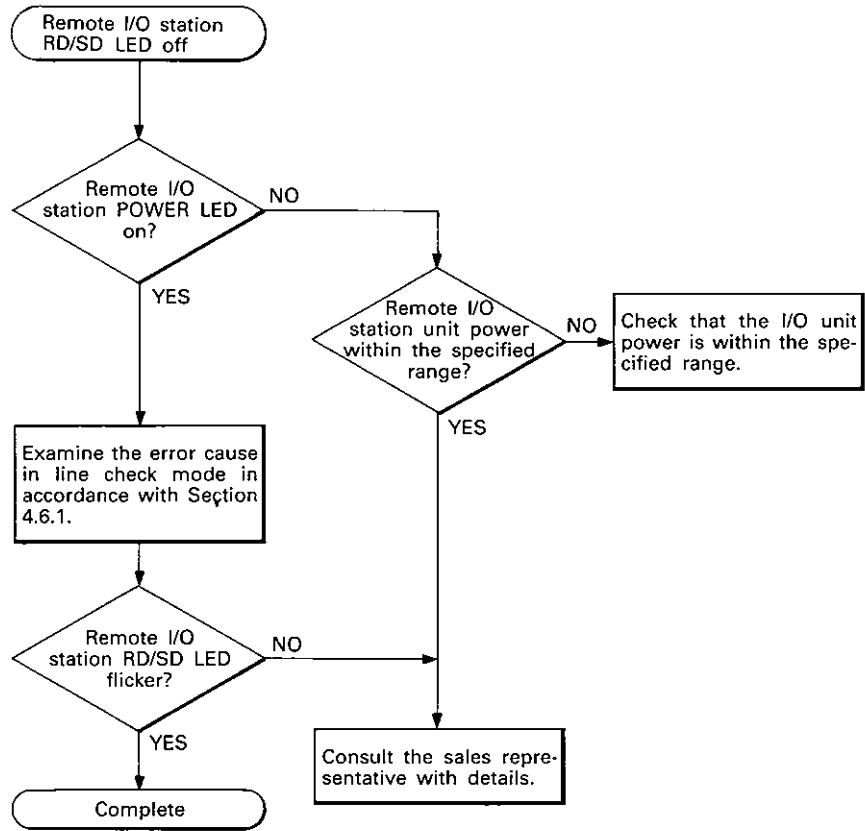 Remote I/O station
RD/SD LED off
Remote I/O
station POWER LED
on?
NO
YES
Remote I/O
station unit power
within the specified
range?
NO
YES
Check that the I/O unit
power is within the spe-
cified range.
Examine the error cause
in line check mode in
accordance with Section
4.6.1.
Remote I/O
station RD/SD LED
flicker?
NO
YES
Consult the sales repre-
sentative with details.
Complete